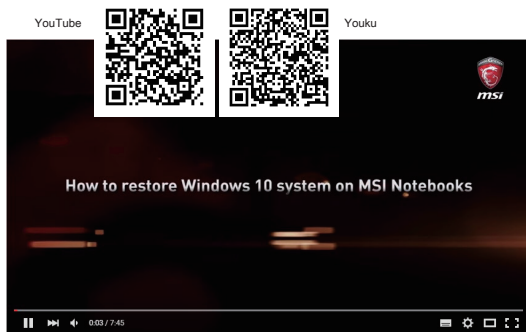 YouTube
Youku
msi
How to restore Windows 10 system on MSI Notebooks
0:03 / 7:45